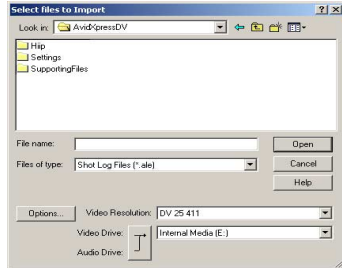 Select files to Import
Look in: AvidXpressDV
Hiip
Settings
SupportingFiles
File name: Open
Files of type: Shot Log Files (*.ale) Cancel
Help
Options... Video Resolution: DV 25 411
Video Drive: Internal Media (E:)
Audio Drive: